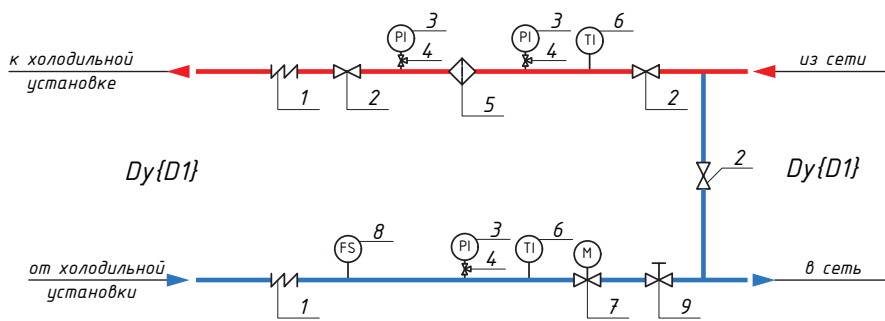 3
3
6
к холодильной
PI
4
PI
4
TI
из сети
установке
1
2
5
2
Dy{D1}
2
Dy{D1}
8
3
6
от холодильной
FS
PI
4
TI
M
в сеть
установки
1
7
9